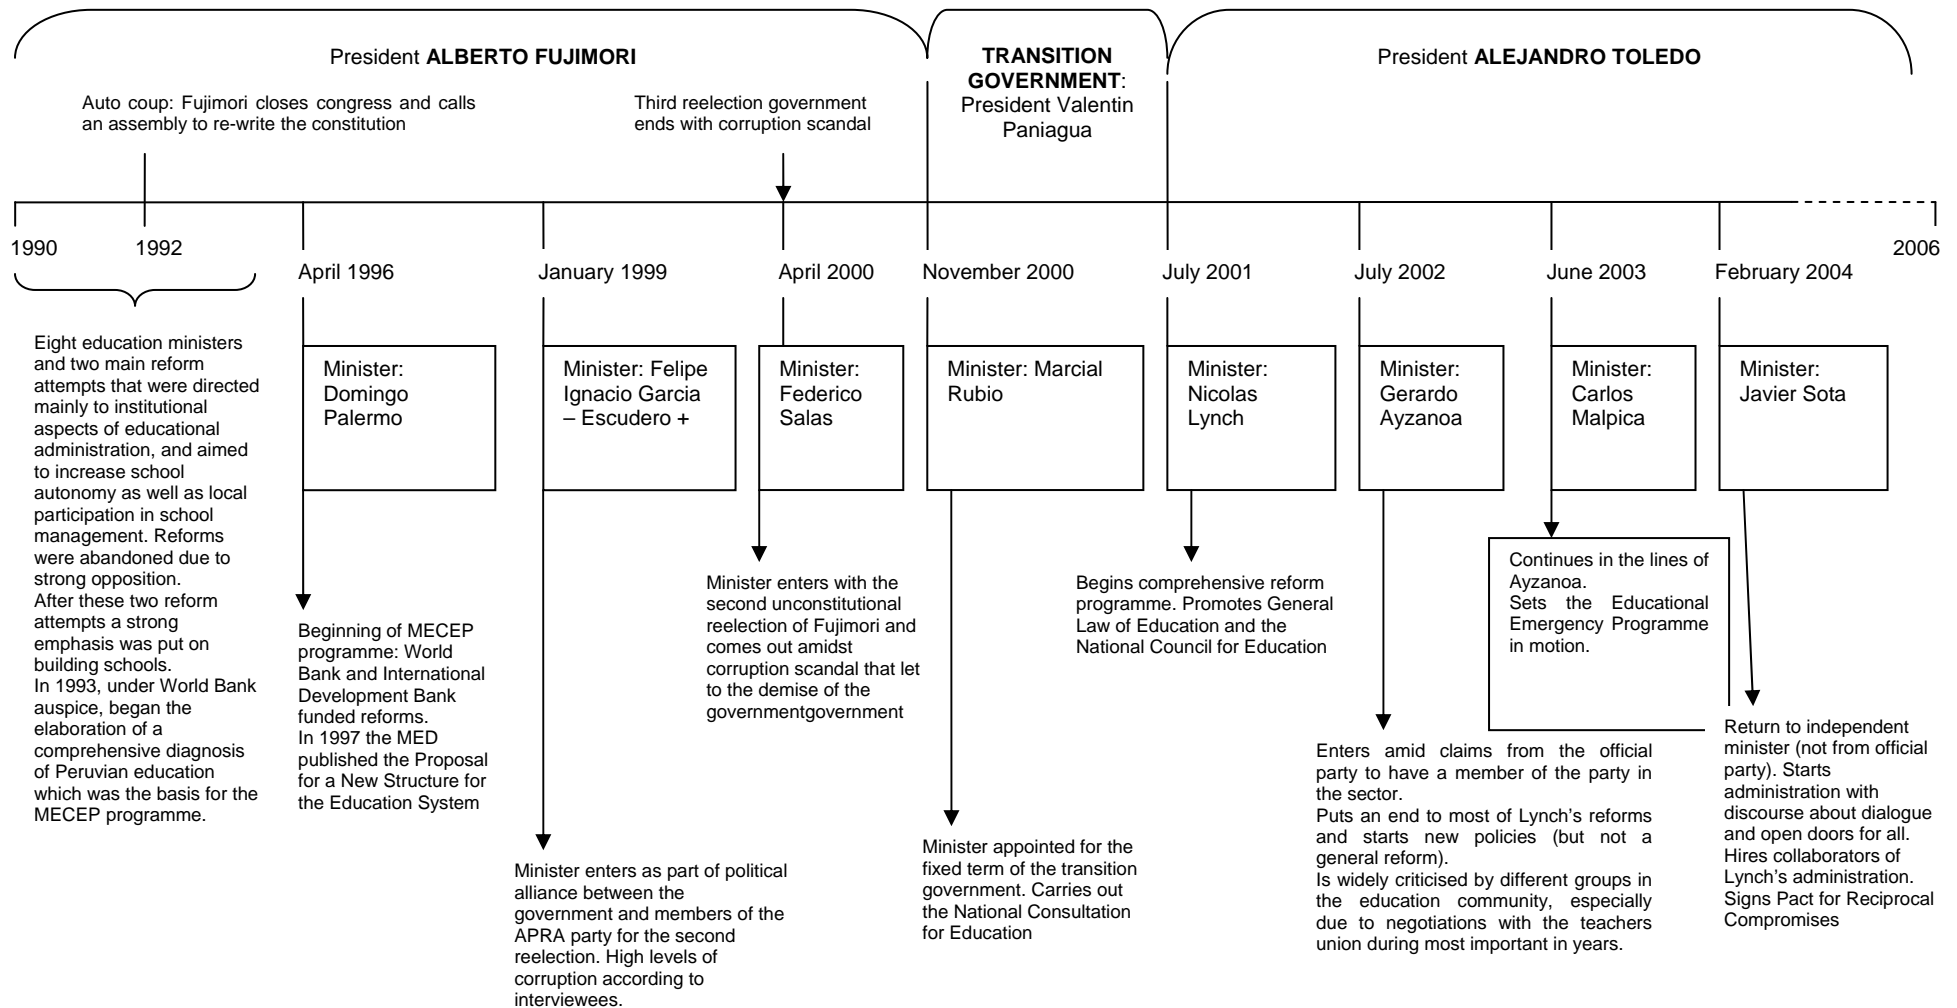 President ALBERTO FUJIMORI
TRANSITION
GOVERNMENT:
President Valentin
Paniagua
President ALEJANDRO TOLEDO
Auto coup: Fujimori closes congress and calls
an assembly to re-write the constitution
Third reelection government
ends with corruption scandal
1990
1992
2006
April 1996
January 1999
April 2000
November 2000
July 2001
July 2002
June 2003
February 2004
Eight education ministers
and two main reform
attempts that were directed
mainly to institutional
aspects of educational
administration, and aimed
to increase school
autonomy as well as local
participation in school
management. Reforms
were abandoned due to
strong opposition.
After these two reform
attempts a strong
emphasis was put on
building schools.
In 1993, under World Bank
auspice, began the
elaboration of a
comprehensive diagnosis
of Peruvian education
which was the basis for the
MECEP programme.
Minister:
Domingo
Palermo
Minister: Felipe
Ignacio Garcia
– Escudero +
Minister:
Federico
Salas
Minister: Marcial
Rubio
Minister:
Nicolas
Lynch
Minister:
Gerardo
Ayzanoa
Minister:
Carlos
Malpica
Minister:
Javier Sota
Beginning of MECEP
programme: World
Bank and International
Development Bank
funded reforms.
In 1997 the MED
published the Proposal
for a New Structure for
the Education System
Minister enters as part of political
alliance between the
government and members of the
APRA party for the second
reelection. High levels of
corruption according to
interviewees.
Minister enters with the
second unconstitutional
reelection of Fujimori and
comes out amidst
corruption scandal that let
to the demise of the
governmentgovernment
Minister appointed for the
fixed term of the transition
government. Carries out
the National Consultation
for Education
Begins comprehensive reform
programme. Promotes General
Law of Education and the
National Council for Education
Enters amid claims from the official
party to have a member of the party in
the sector.
Puts an end to most of Lynch's reforms
and starts new policies (but not a
general reform).
Is widely criticised by different groups in
the education community, especially
due to negotiations with the teachers
union during most important in years.
Continues in the lines of
Ayzanoa.
Sets the Educational
Emergency Programme
in motion.
Return to independent
minister (not from official
party). Starts
administration with
discourse about dialogue
and open doors for all.
Hires collaborators of
Lynch's administration.
Signs Pact for Reciprocal
Compromises